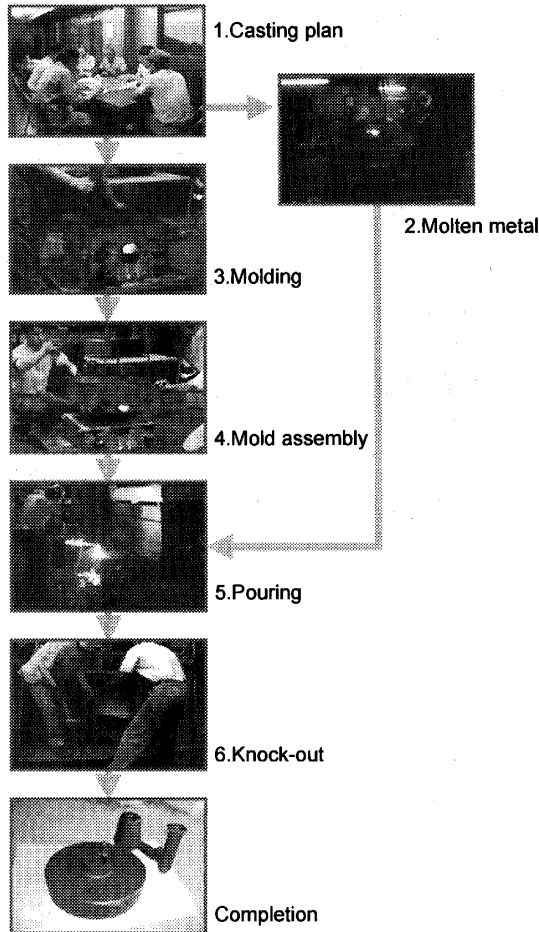 1.Casting plan
2.Molten metal
3.Molding
4.Mold assembly
5.Pouring
6.Knock-out
Completion